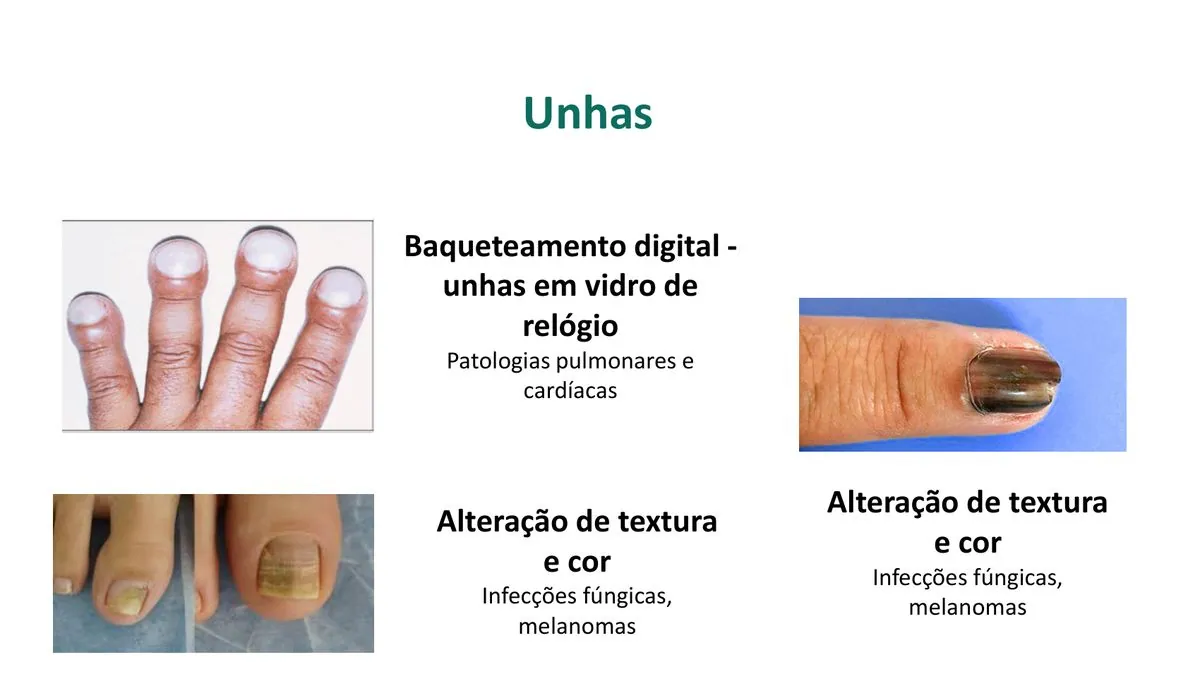 Unhas
Baqueteamento digital -
unhas em vidro de
relógio
Patologias pulmonares e
cardíacas
Alteração de textura
e cor
Infecções fúngicas,
melanomas
Alteração de textura
e cor
Infecções fúngicas,
melanomas